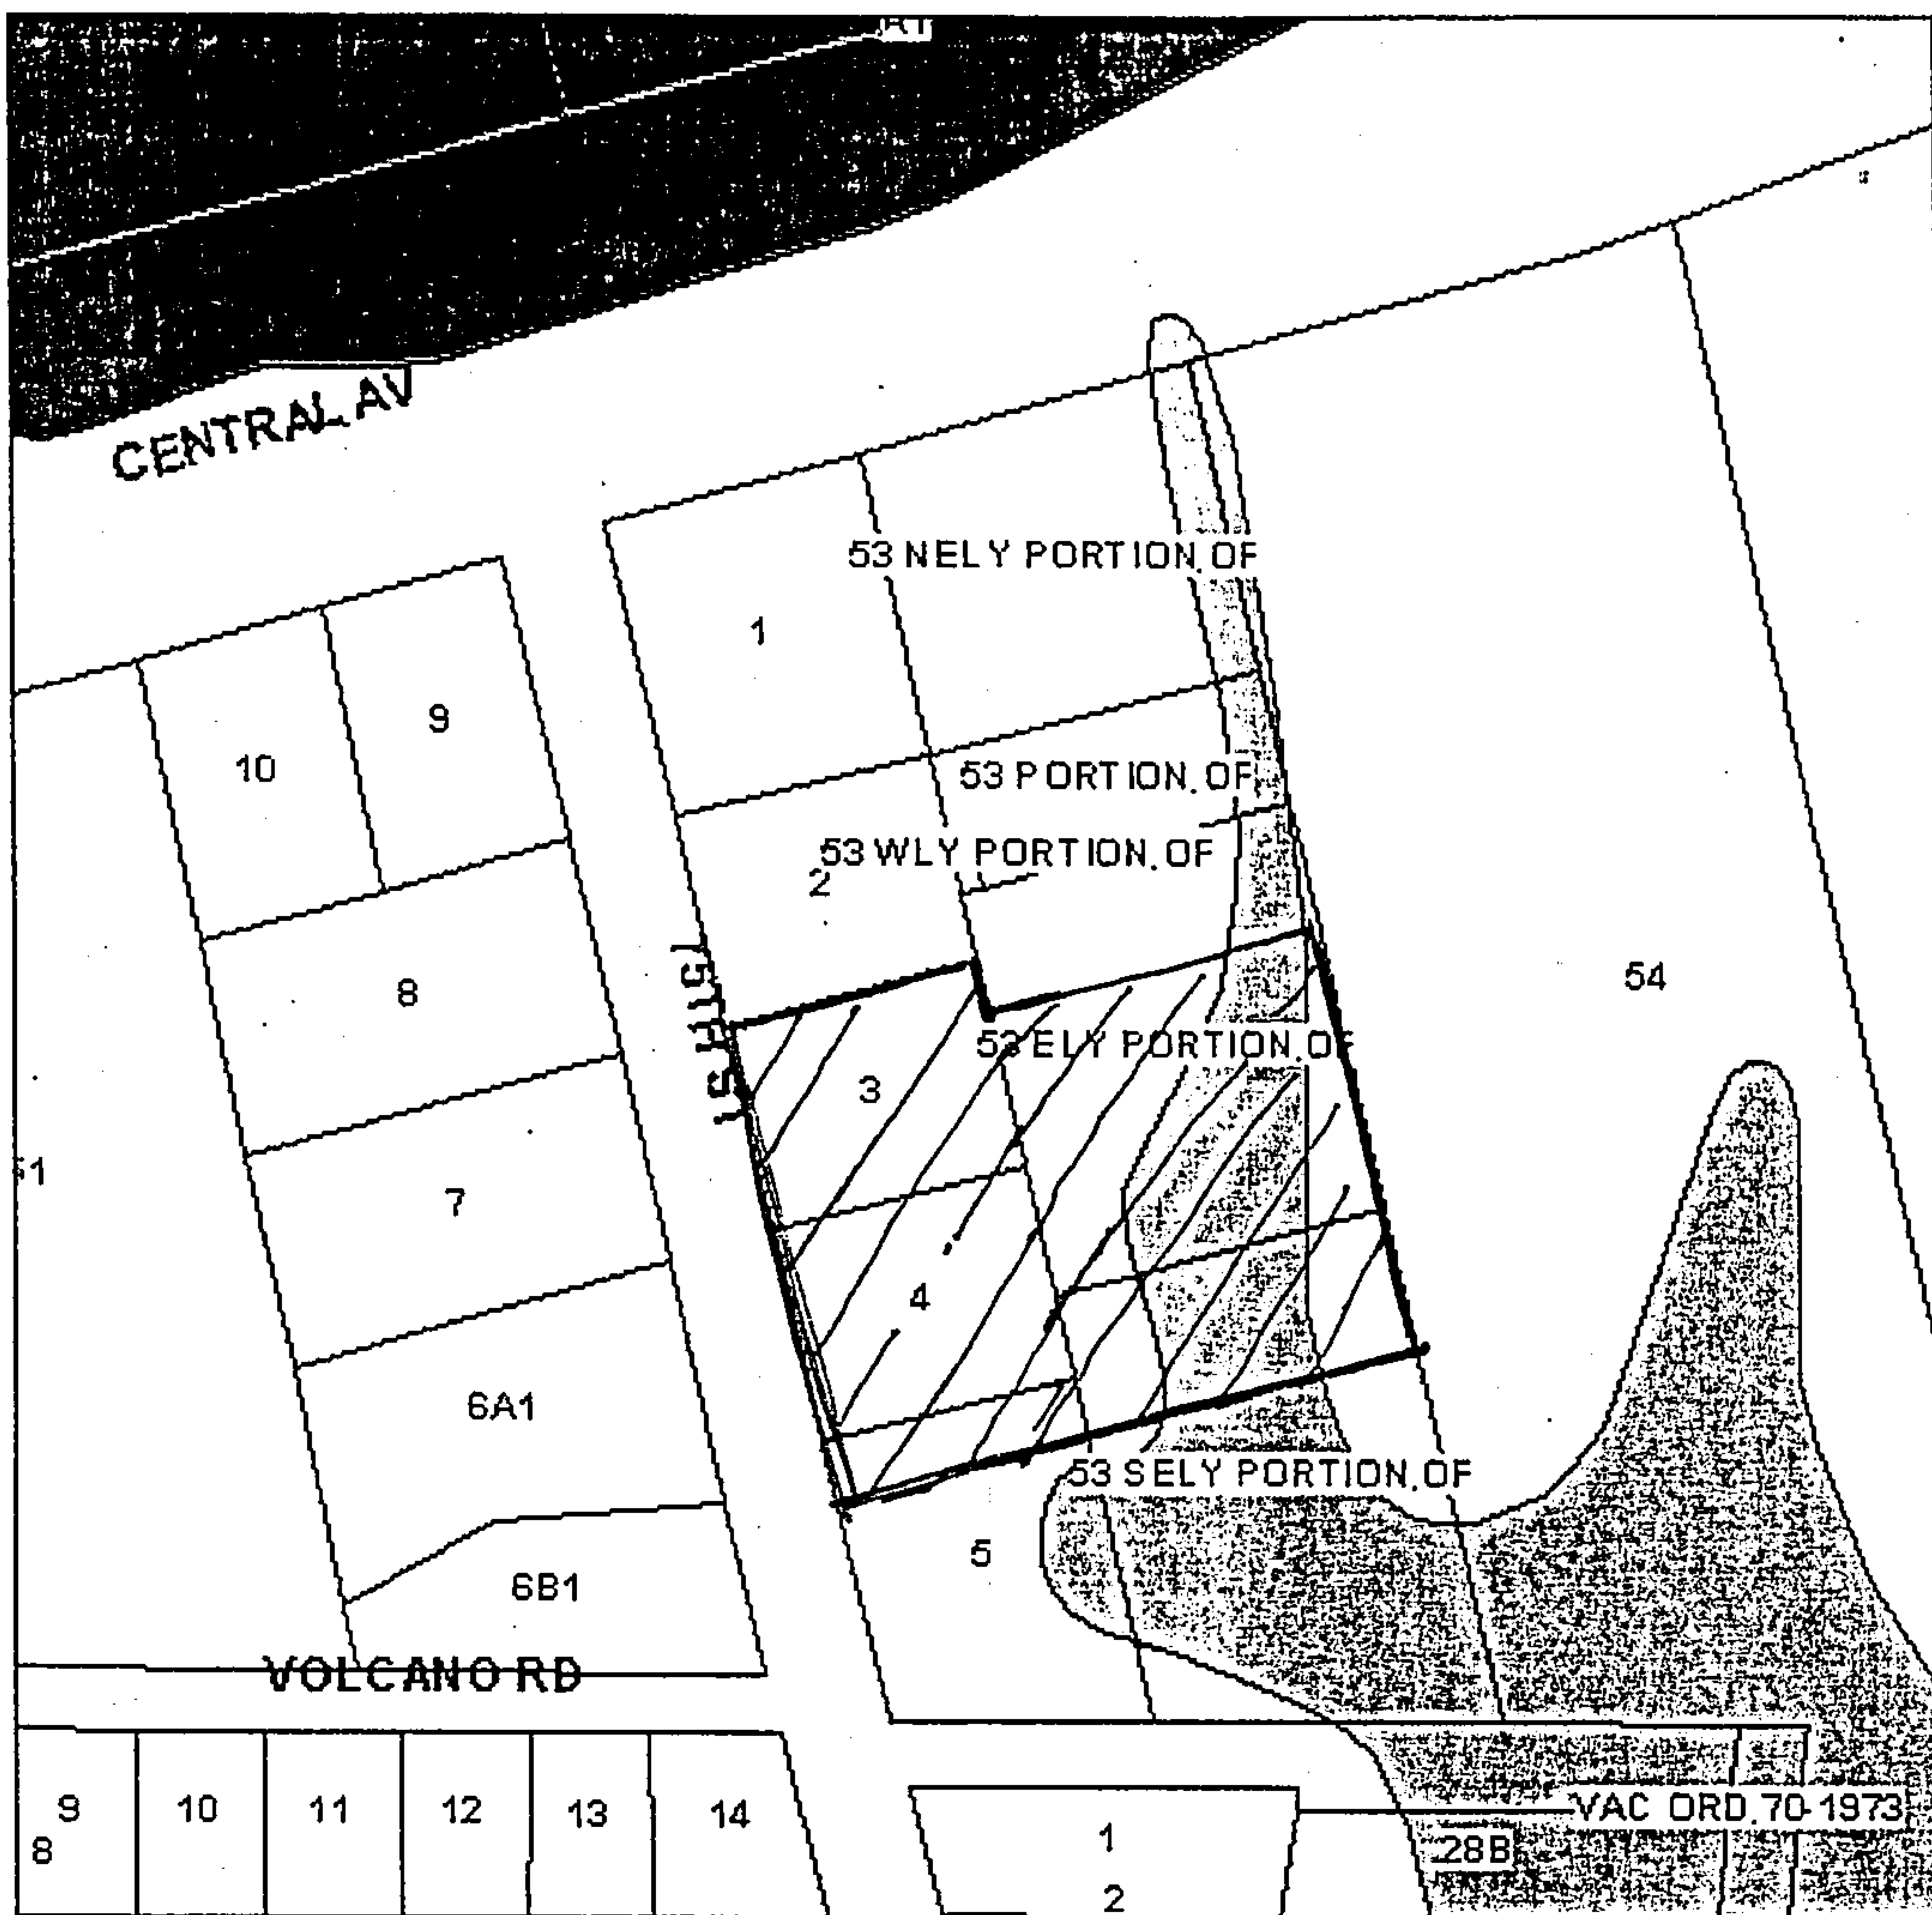 CENTRAL AV
53 NELY PORTION OF
1
9
10
53 PORTION OF
53 WLY PORTION OF
2
75TH ST
54
8
53 ELY PORTION OF
3
7
4
6A1
53 SELY PORTION OF
5
6B1
VOLCANO RD
9
10
11
12
13
14
1
VAC ORD. 70-1973
8
28B
2